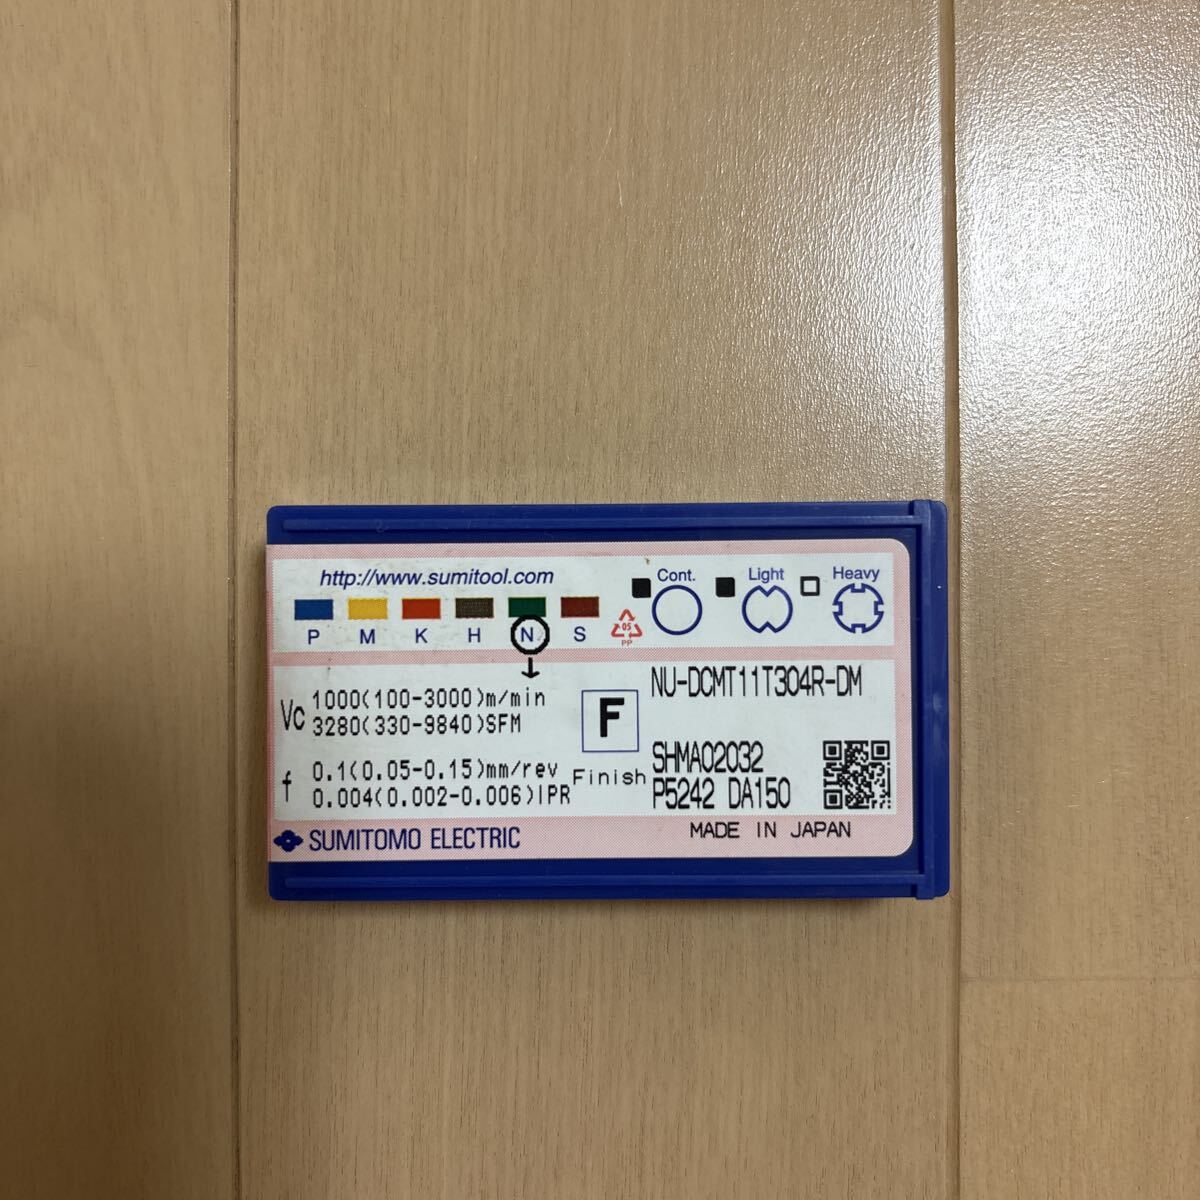 http://www.sumitool.com
Cont. Light Heavy
P M K H N S
05
PP
Vc 1000(100-3000)m/min
3280(330-9840)SFM
f 0.1(0.05-0.15)mm/rev
0.004(0.002-0.006)IPR
F
Finish
NU-DCMT11T304R-DM
SHMA02032
P5242 DA150
SUMITOMO ELECTRIC
MADE IN JAPAN